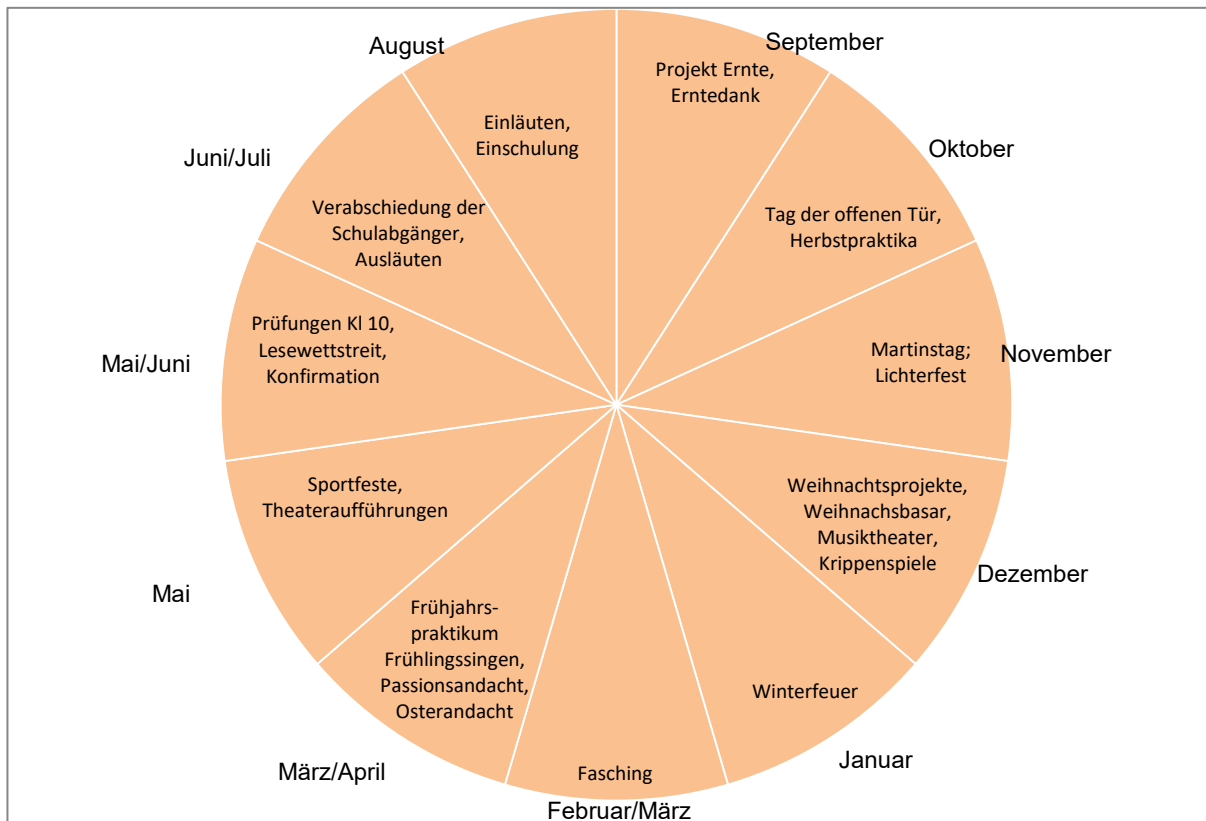 September
Projekt Ernte,
Erntedank
Oktober
Tag der offenen Tür,
Herbstpraktika
November
Martinstag;
Lichterfest
Dezember
Weihnachtsprojekte,
Weihnachsbasar,
Musiktheater,
Krippenspiele
Januar
Winterfeuer
Februar/März
Fasching
März/April
Frühjahrs-
praktikum
Frühlingssingen,
Passionsandacht,
Osterandacht
Mai
Sportfeste,
Theateraufführungen
Mai/Juni
Prüfungen Kl 10,
Lesewettstreit,
Konfirmation
Juni/Juli
Verabschiedung der
Schulabgänger,
Ausläuten
August
Einläuten,
Einschulung